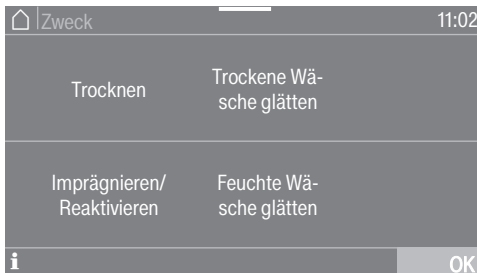 Zweck
11:02
Trocknen
Trockene Wä-
sche glätten
Imprägnieren/
Reaktivieren
Feuchte Wä-
sche glätten
i
OK